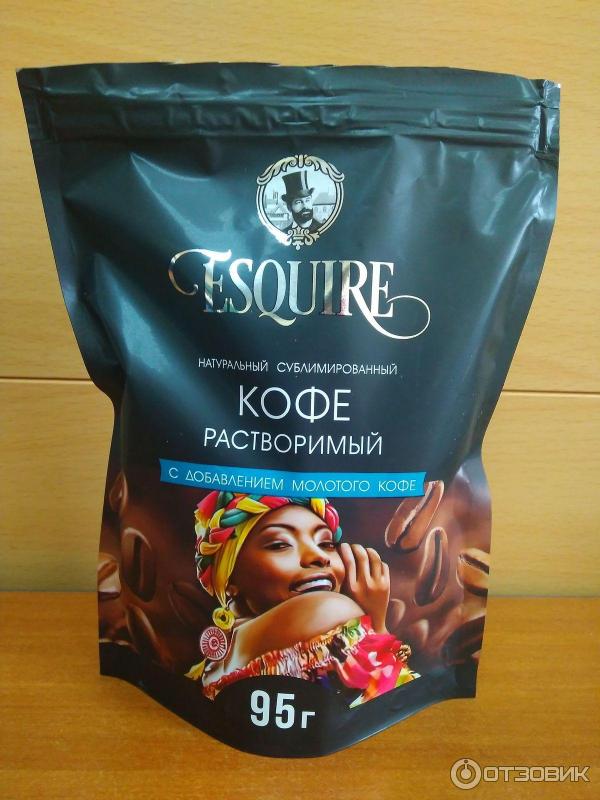 ESQUIRE
НАТУРАЛЬНЫЙ СУБЛИМИРОВАННЫЙ
КОФЕ
РАСТВОРИМЫЙ
С ДОБАВЛЕНИЕМ МОЛОТОГО КОФЕ
95г
ОТЗОВИК